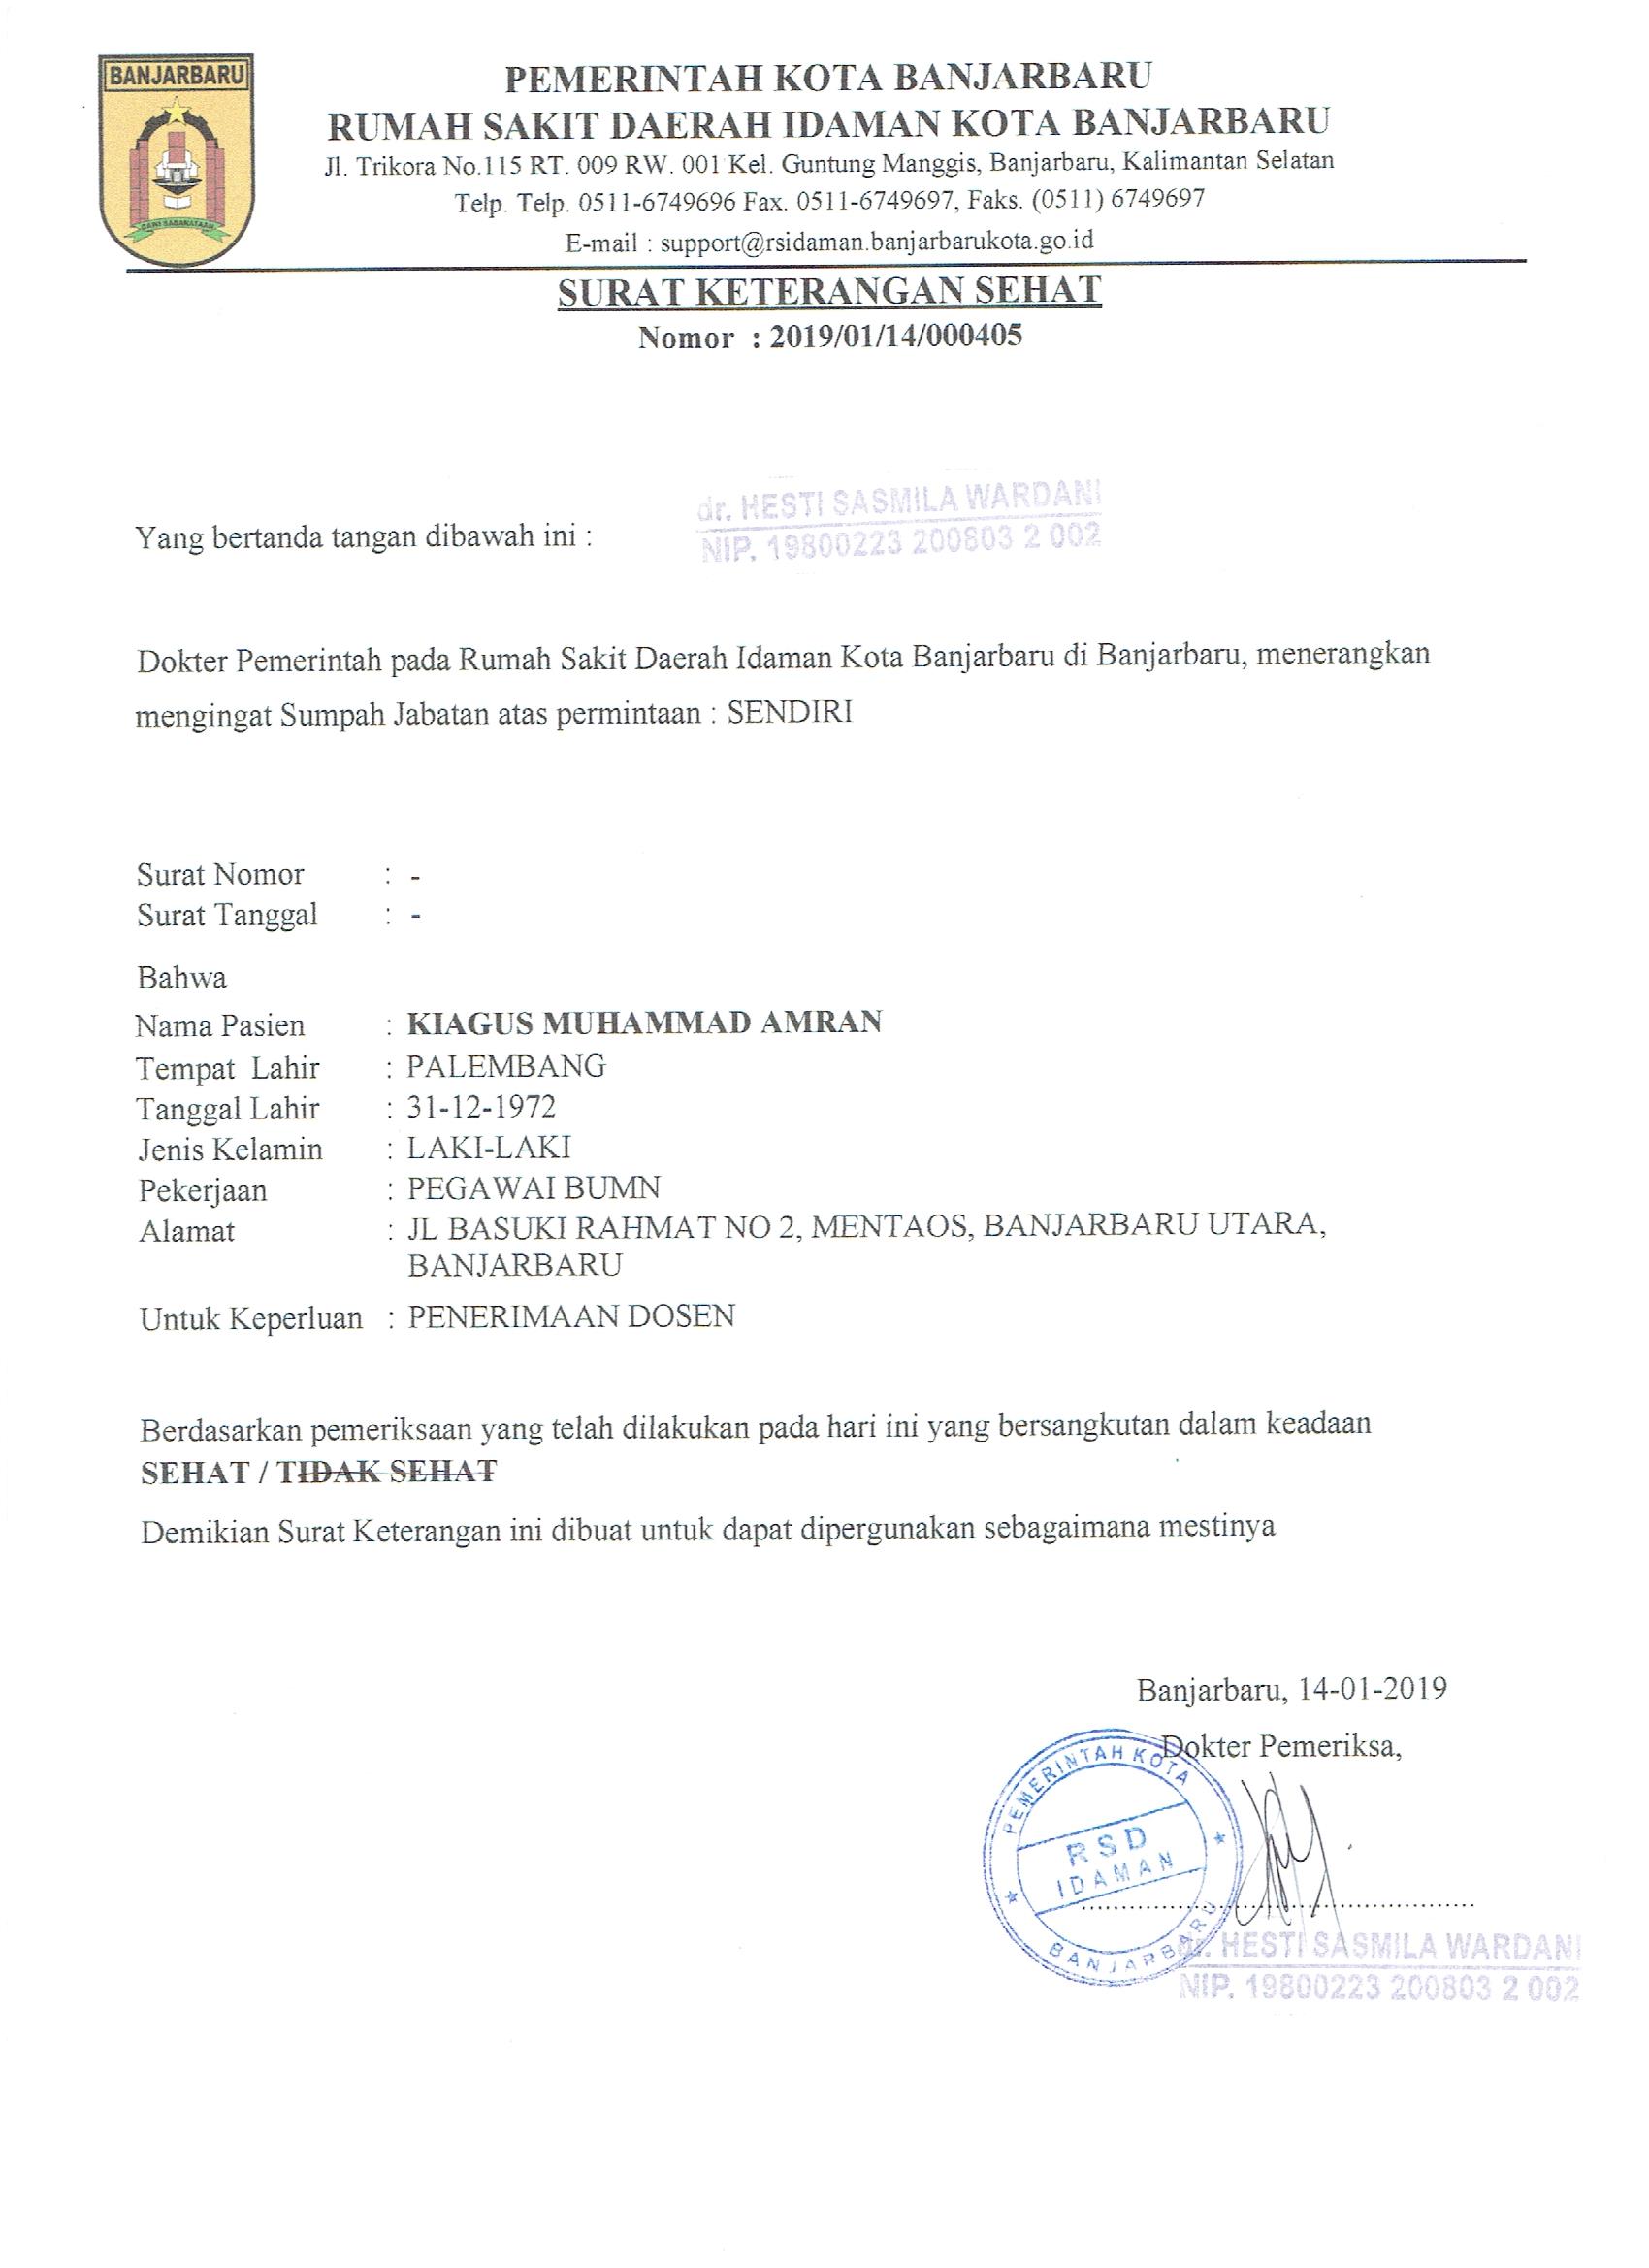 BANJARBARU
PEMERINTAH KOTA BANJARBARU
RUMAH SAKIT DAERAH IDAMAN KOTA BANJARBARU
Jl. Trikora No.115 RT. 009 RW. 001 Kel. Guntung Manggis, Banjarbaru, Kalimantan Selatan
Telp. Telp. 0511-6749696 Fax. 0511-6749697, Faks. (0511) 6749697
E-mail : support@rsidaman.banjarbarukota.go.id
SURAT KETERANGAN SEHAT
Nomor : 2019/01/14/000405
dr. HESTI SASMILA WARDANI
Yang bertanda tangan dibawah ini :
NIP. 19800223 200803 2 002
Dokter Pemerintah pada Rumah Sakit Daerah Idaman Kota Banjarbaru di Banjarbaru, menerangkan
mengingat Sumpah Jabatan atas permintaan : SENDIRI
Surat Nomor : -
Surat Tanggal : -
Bahwa
Nama Pasien : KIAGUS MUHAMMAD AMRAN
Tempat Lahir : PALEMBANG
Tanggal Lahir : 31-12-1972
Jenis Kelamin : LAKI-LAKI
Pekerjaan : PEGAWAI BUMN
Alamat : JL BASUKI RAHMAT NO 2, MENTAOS, BANJARBARU UTARA,
BANJARBARU
Untuk Keperluan : PENERIMAAN DOSEN
Berdasarkan pemeriksaan yang telah dilakukan pada hari ini yang bersangkutan dalam keadaan
SEHAT / TIDAK SEHAT
Demikian Surat Keterangan ini dibuat untuk dapat dipergunakan sebagaimana mestinya
Banjarbaru, 14-01-2019
Dokter Pemeriksa,
PEMERINTAH KOTA
RSD
IDAMAN
BANJARBARU
dr. HESTI SASMILA WARDANI
NIP. 19800223 200803 2 002